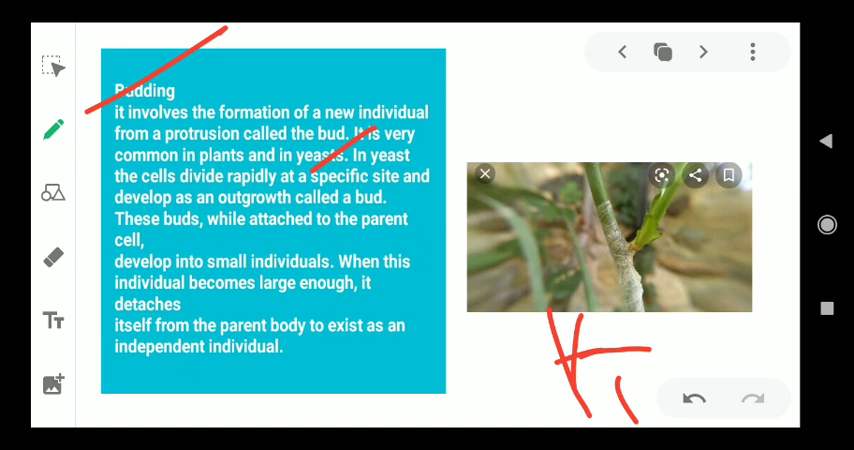 Budding
it involves the formation of a new individual
from a protrusion called the bud. It is very
common in plants and in yeasts. In yeast
the cells divide rapidly at a specific site and
develop as an outgrowth called a bud.
These buds, while attached to the parent
cell,
develop into small individuals. When this
individual becomes large enough, it
detaches
itself from the parent body to exist as an
independent individual.
TT